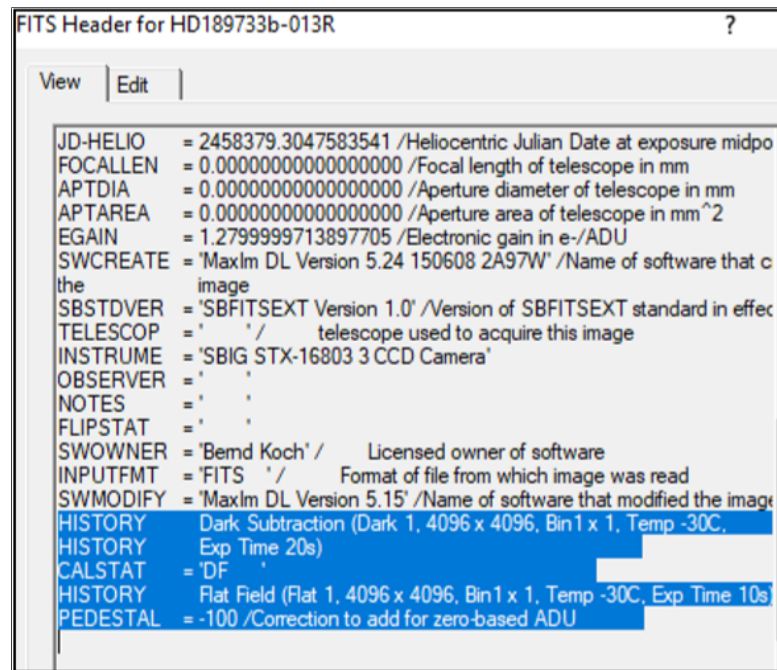 FITS Header for HD189733b-013R ?
View Edit
JD-HELIO = 2458379.3047583541 /Heliocentric Julian Date at exposure midpo
FOCALLEN = 0.00000000000000000 /Focal length of telescope in mm
APTDIA = 0.00000000000000000 /Aperture diameter of telescope in mm
APTAREA = 0.00000000000000000 /Aperture area of telescope in mm^2
EGAIN = 1.2799999713897705 /Electronic gain in e-/ADU
SWCREATE = 'MaxIm DL Version 5.24 150608 2A97W' /Name of software that c
the image
SBSTDVER = 'SBFITSEXT Version 1.0' /Version of SBFITSEXT standard in effec
TELESCOP = ' ' / telescope used to acquire this image
INSTRUME = 'SBIG STX-16803 3 CCD Camera'
OBSERVER = ' '
NOTES = ' '
FLIPSTAT = ' '
SWOWNER = 'Bernd Koch' / Licensed owner of software
INPUTFMT = 'FITS ' / Format of file from which image was read
SWMODIFY = 'MaxIm DL Version 5.15' /Name of software that modified the image
HISTORY Dark Subtraction (Dark 1, 4096 x 4096, Bin1 x 1, Temp -30C,
HISTORY Exp Time 20s)
CALSTAT = 'DF '
HISTORY Flat Field (Flat 1, 4096 x 4096, Bin1 x 1, Temp -30C, Exp Time 10s)
PEDESTAL = -100 /Correction to add for zero-based ADU